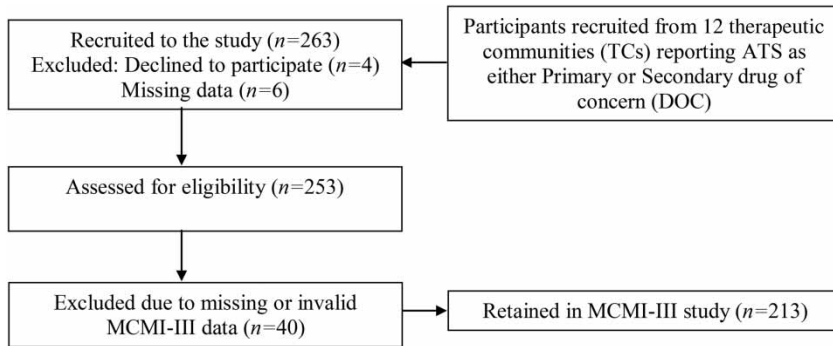 Recruited to the study (n=263)
Excluded: Declined to participate (n=4)
Missing data (n=6)
Participants recruited from 12 therapeutic
communities (TCs) reporting ATS as
either Primary or Secondary drug of
concern (DOC)
Assessed for eligibility (n=253)
Excluded due to missing or invalid
MCMI-III data (n=40)
Retained in MCMI-III study (n=213)